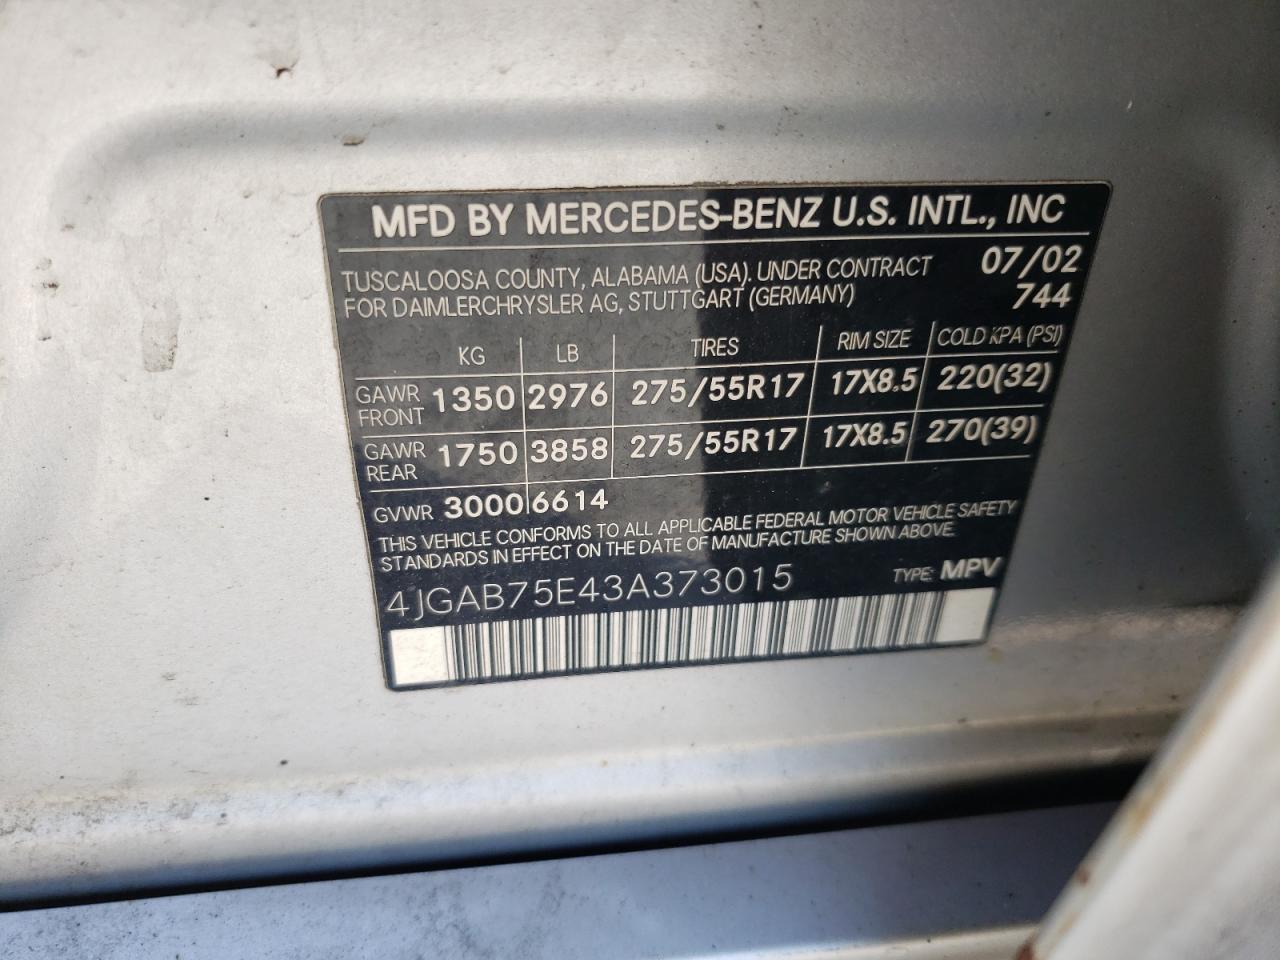 MFD BY MERCEDES-BENZ U.S. INTL., INC
TUSCALOOSA COUNTY, ALABAMA (USA). UNDER CONTRACT 07/02
FOR DAIMLERCHRYSLER AG, STUTTGART (GERMANY) 744
KG LB TIRES RIM SIZE COLD KPA (PSI)
GAWR FRONT 1350 2976 275/55R17 17X8.5 220(32)
GAWR REAR 1750 3858 275/55R17 17X8.5 270(39)
GVWR 3000 6614
THIS VEHICLE CONFORMS TO ALL APPLICABLE FEDERAL MOTOR VEHICLE SAFETY
STANDARDS IN EFFECT ON THE DATE OF MANUFACTURE SHOWN ABOVE.
4JGAB75E43A373015 TYPE: MPV